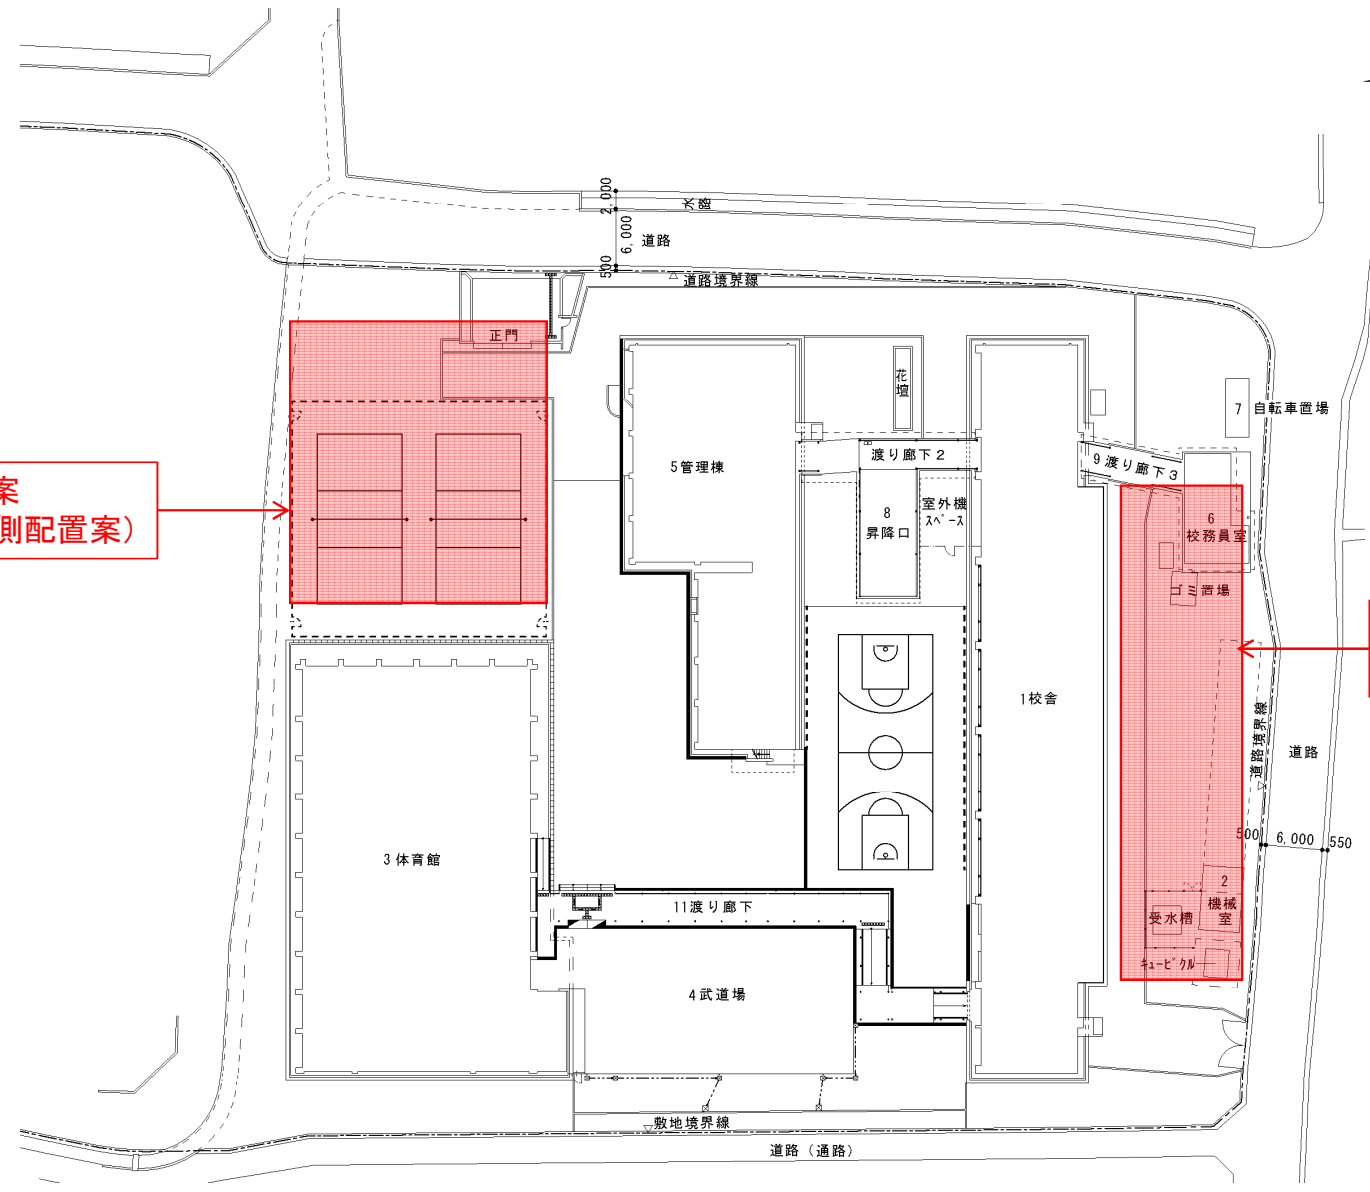 2,000
水路
6,000
道路
500
道路境界線
正門
花壇
7 自転車置場
5管理棟
渡り廊下2
9渡り廊下3
案
側配置案）
室外機
スペース
8
昇降口
6
校務員室
ゴミ置場
1校舎
道路境界線
道路
500
6,000
550
3体育館
2
機械
室
11渡り廊下
受水槽
キュービクル
4武道場
敷地境界線
道路（通路）